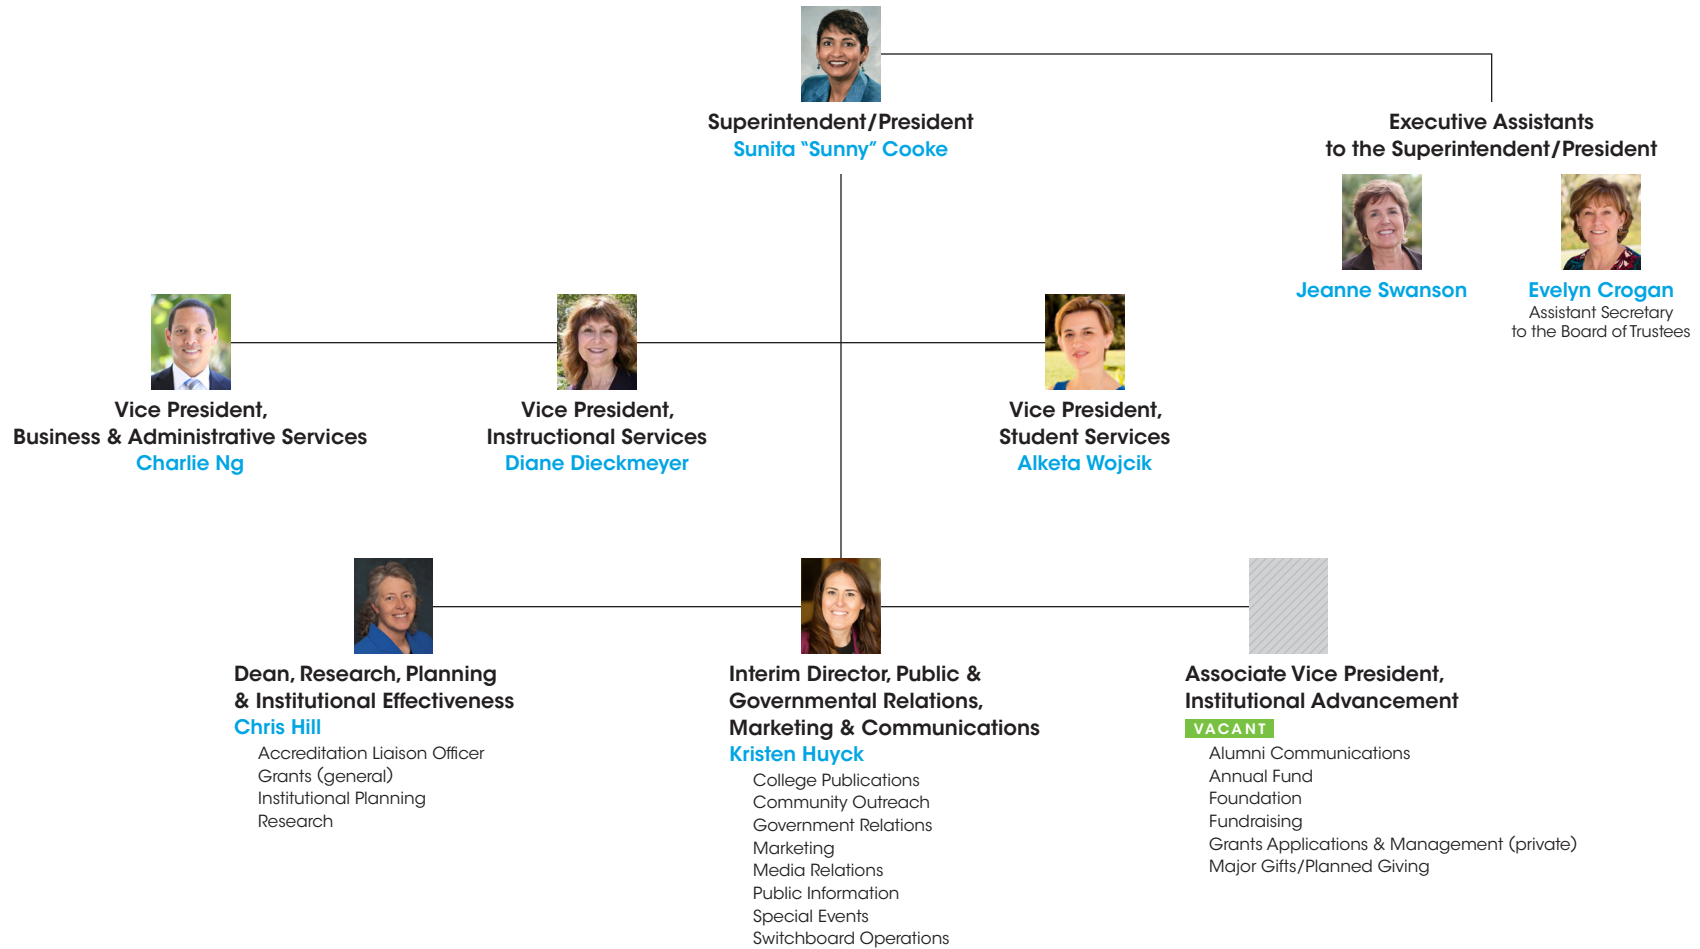 Superintendent/President
Sunita “Sunny” Cooke
Executive Assistants
to the Superintendent/President
Jeanne Swanson
Evelyn Crogan
Assistant Secretary
to the Board of Trustees
Vice President,
Business & Administrative Services
Charlie Ng
Vice President,
Instructional Services
Diane Dieckmeyer
Vice President,
Student Services
Alketa Wojcik
Dean, Research, Planning
& Institutional Effectiveness
Chris Hill
Accreditation Liaison Officer
Grants (general)
Institutional Planning
Research
Interim Director, Public &
Governmental Relations,
Marketing & Communications
Kristen Huyck
College Publications
Community Outreach
Government Relations
Marketing
Media Relations
Public Information
Special Events
Switchboard Operations
Associate Vice President,
Institutional Advancement
VACANT
Alumni Communications
Annual Fund
Foundation
Fundraising
Grants Applications & Management (private)
Major Gifts/Planned Giving